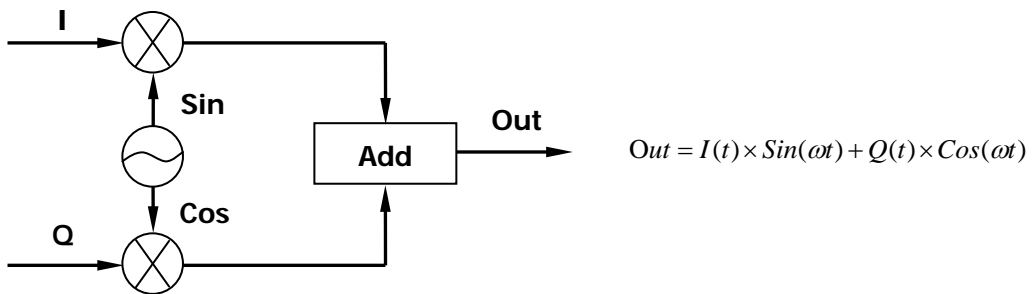 I
Sin
Add
Out
Out = I(t) × Sin(ωt) + Q(t) × Cos(ωt)
Cos
Q